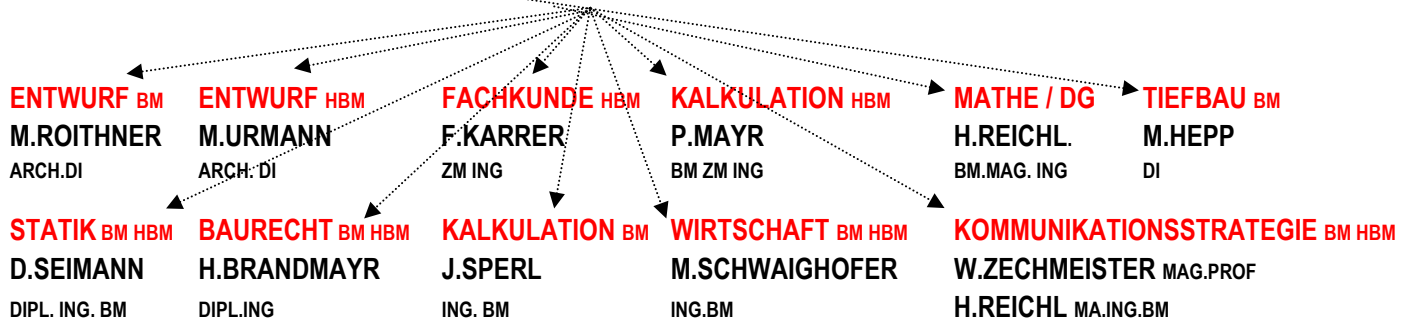 ENTWURF BM ENTWURF HBM FACHKUNDE HBM KALKULATION HBM MATHE / DG TIEFBAU BM
M.ROITHNER M.URMANN F.KARRER P.MAYR H.REICHL. M.HEPP
ARCH.DI ARCH. DI ZM ING BM ZM ING BM.MAG. ING DI
STATIK BM HBM BAURECHT BM HBM KALKULATION BM WIRTSCHAFT BM HBM KOMMUNIKATIONSSTRATEGIE BM HBM
D.SEIMANN H.BRANDMAYR J.SPERL M.SCHWAIGHOFER W.ZECHMEISTER MAG.PROF
DIPL. ING. BM DIPL.ING ING. BM ING.BM H.REICHL MA.ING.BM